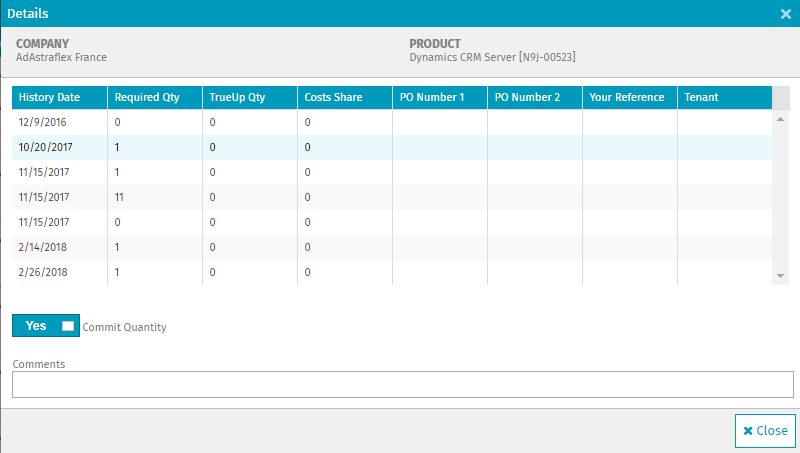 Details
COMPANY PRODUCT
AdAstraflex France Dynamics CRM Server [N9J-00523]
History Date Required Qty TrueUp Qty Costs Share PO Number 1 PO Number 2 Your Reference Tenant
12/9/2016 0 0 0
10/20/2017 1 0 0
11/15/2017 1 0 0
11/15/2017 11 0 0
11/15/2017 0 0 0
2/14/2018 1 0 0
2/26/2018 1 0 0
Yes Commit Quantity
Comments
Close